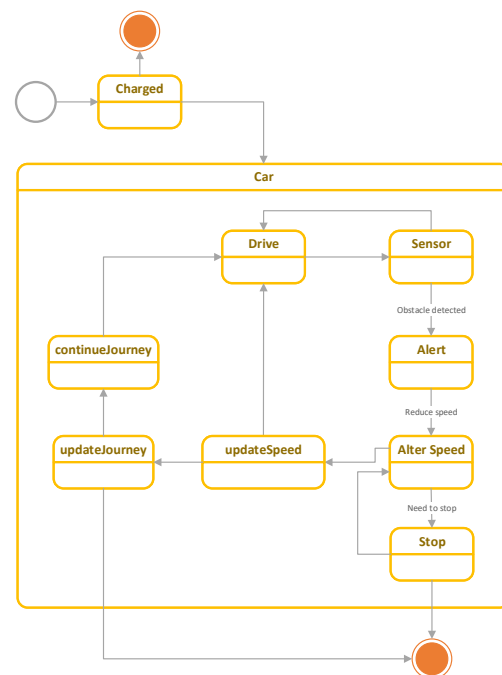 Charged
Car
Drive
Sensor
Obstacle detected
continueJourney
Alert
Reduce speed
updateJourney
updateSpeed
Alter Speed
Need to stop
Stop